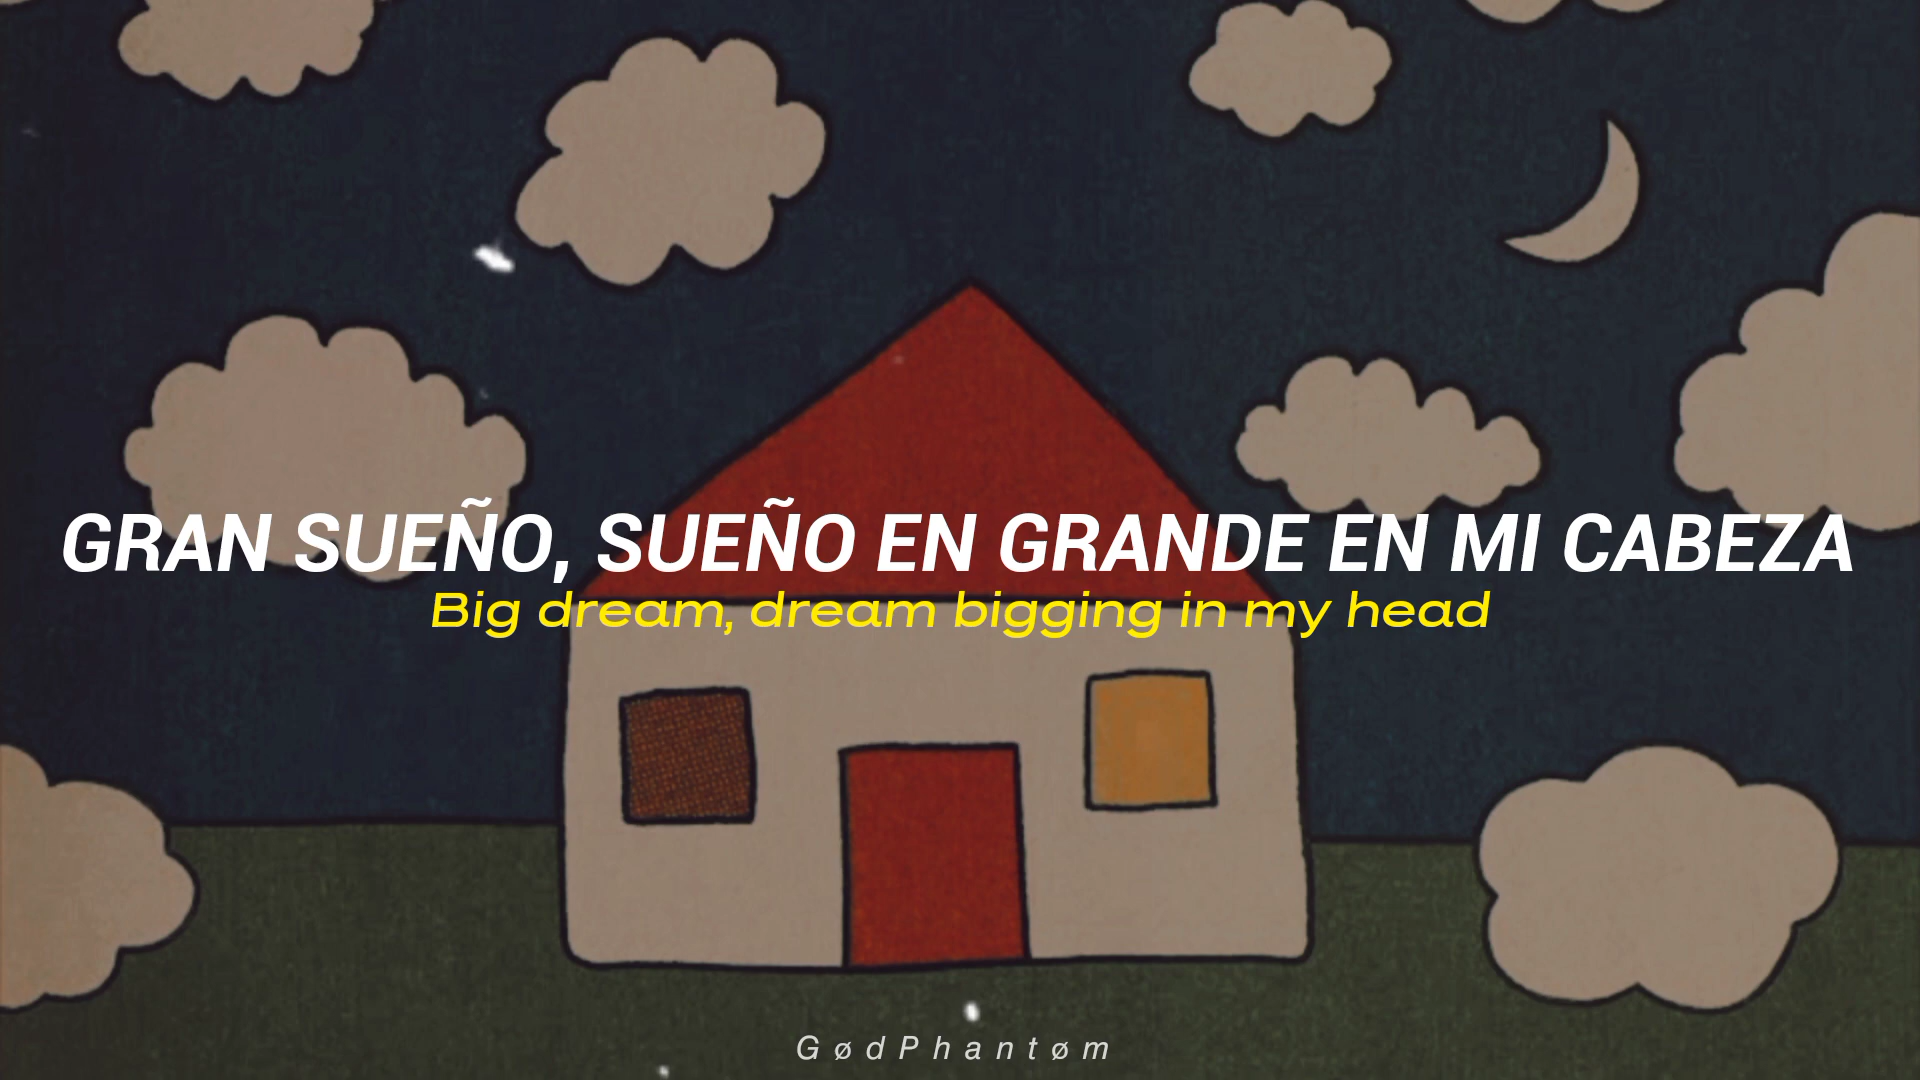 GRAN SUEÑO, SUEÑO EN GRANDE EN MI CABEZA
Big dream, dream bigging in my head
GødPhantøm